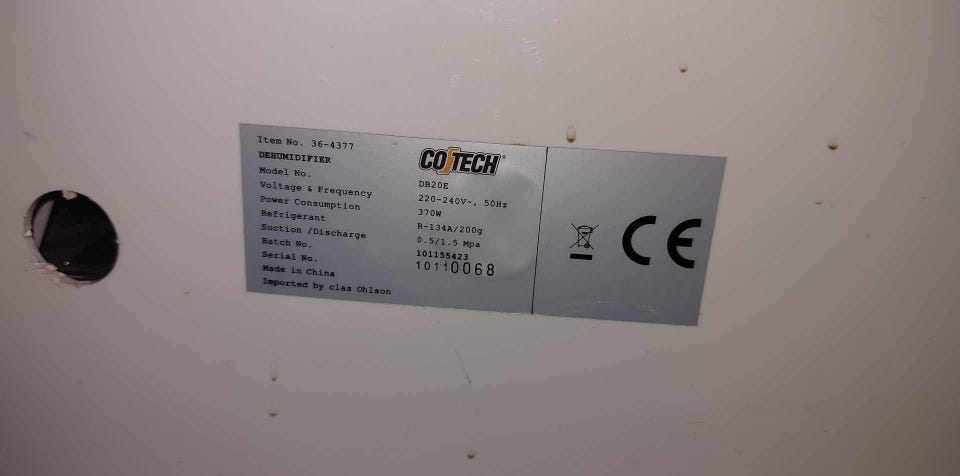 Item No. 36-4377
DEHUMIDIFIER
COTECH®
Model No. DB20E
Voltage & Frequency 220-240V~, 50Hz
Power Consumption 370W
Refrigerant R-134A/200g
Suction /Discharge 0.5/1.5 Mpa
Batch No. 101155423
Serial No. 10110068
Made in China
Imported by clas Ohlson
CE